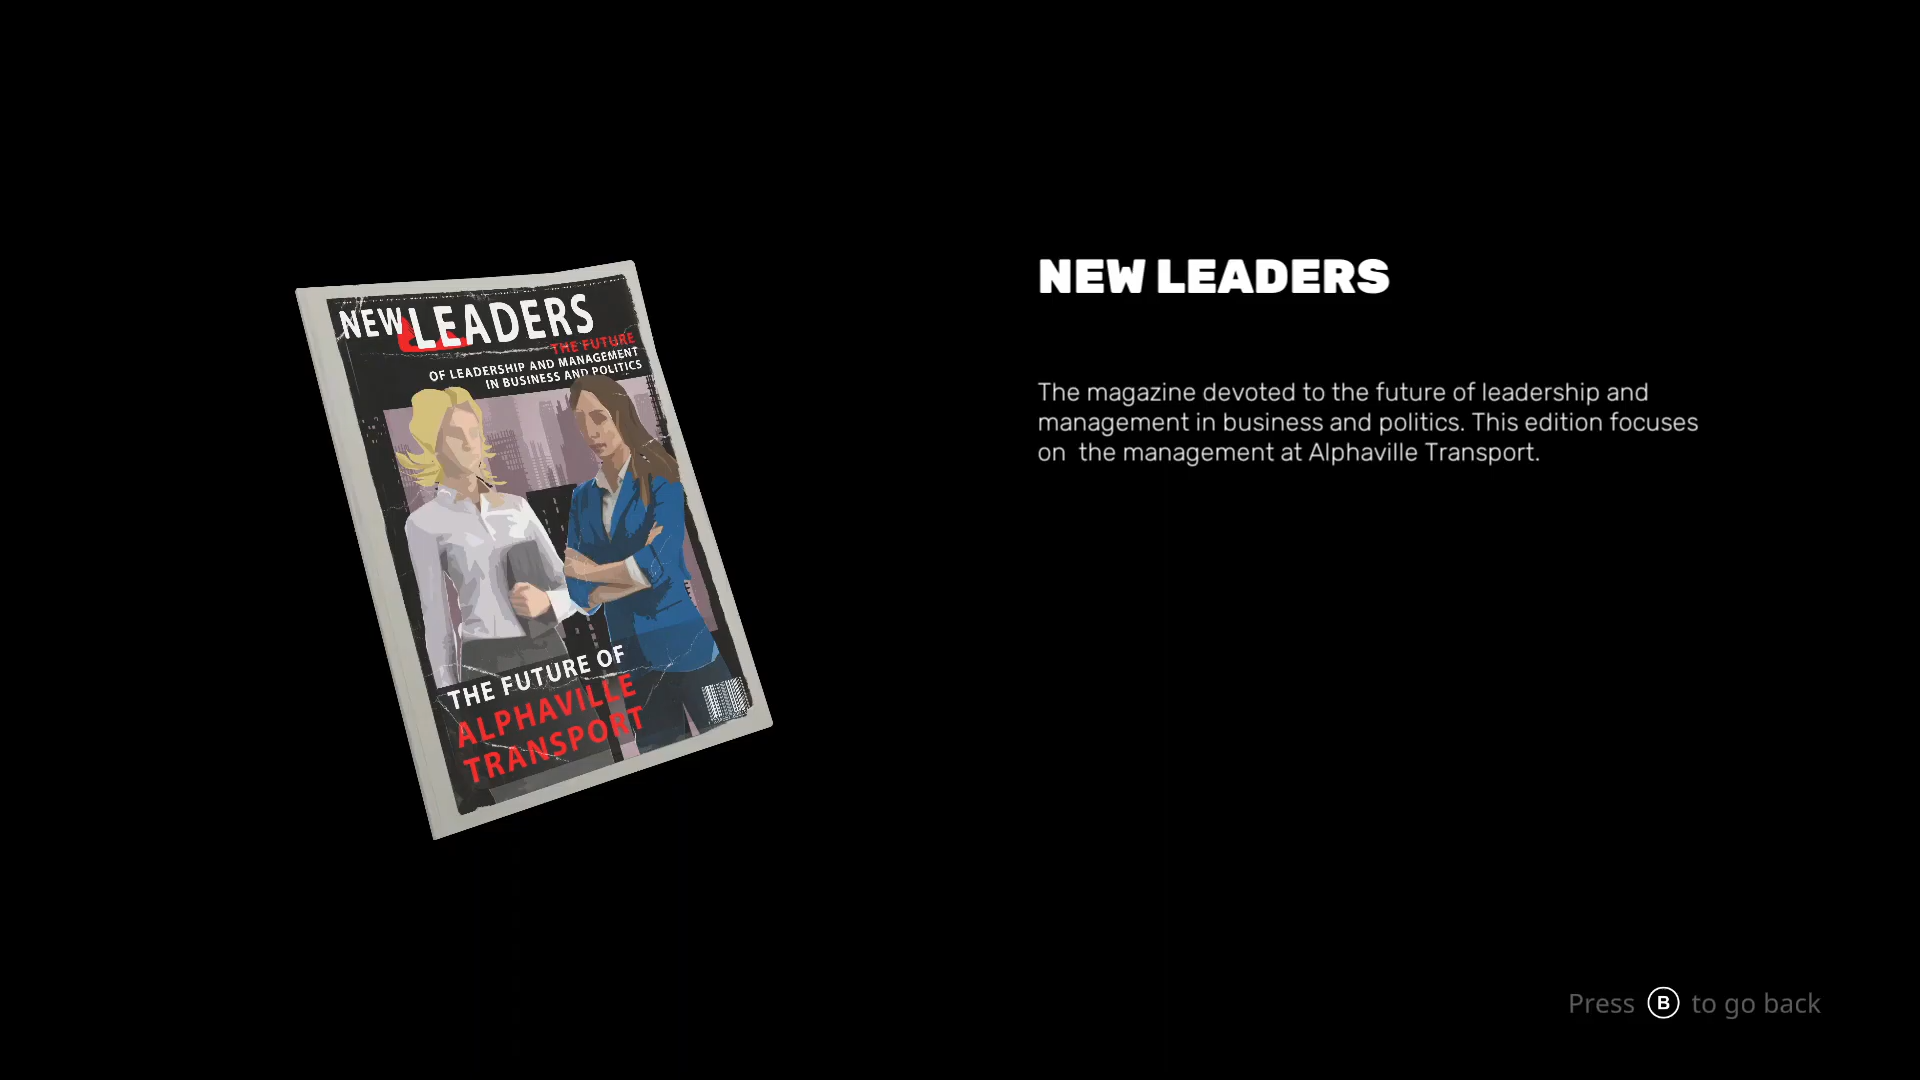 NEW LEADERS
THE FUTURE
OF LEADERSHIP AND MANAGEMENT
IN BUSINESS AND POLITICS
THE FUTURE OF
ALPHAVILLE
TRANSPORT
NEW LEADERS
The magazine devoted to the future of leadership and
management in business and politics. This edition focuses
on  the management at Alphaville Transport.
Press B to go back